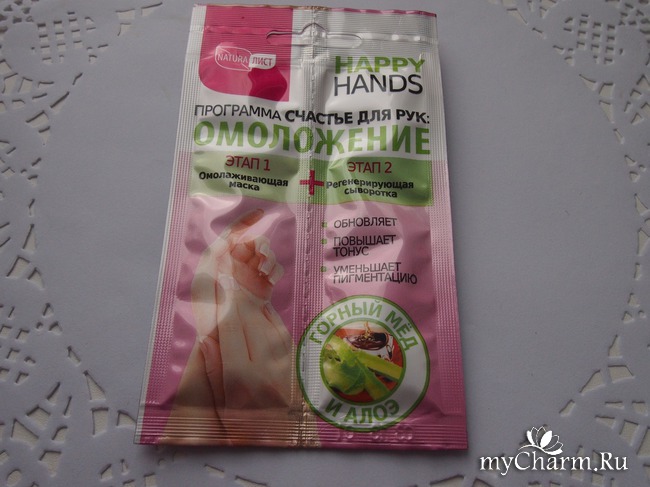 NATURA ЛИСТ
HAPPY
HANDS
ПРОГРАММА СЧАСТЬЕ ДЛЯ РУК:
ОМОЛОЖЕНИЕ
ЭТАП 1
Омолаживающая
маска
+
ЭТАП 2
Регенерирующая
сыворотка
ОБНОВЛЯЕТ
ПОВЫШАЕТ
ТОНУС
УМЕНЬШАЕТ
ПИГМЕНТАЦИЮ
ГОРНЫЙ МЁД
И АЛОЭ
myCharm.Ru